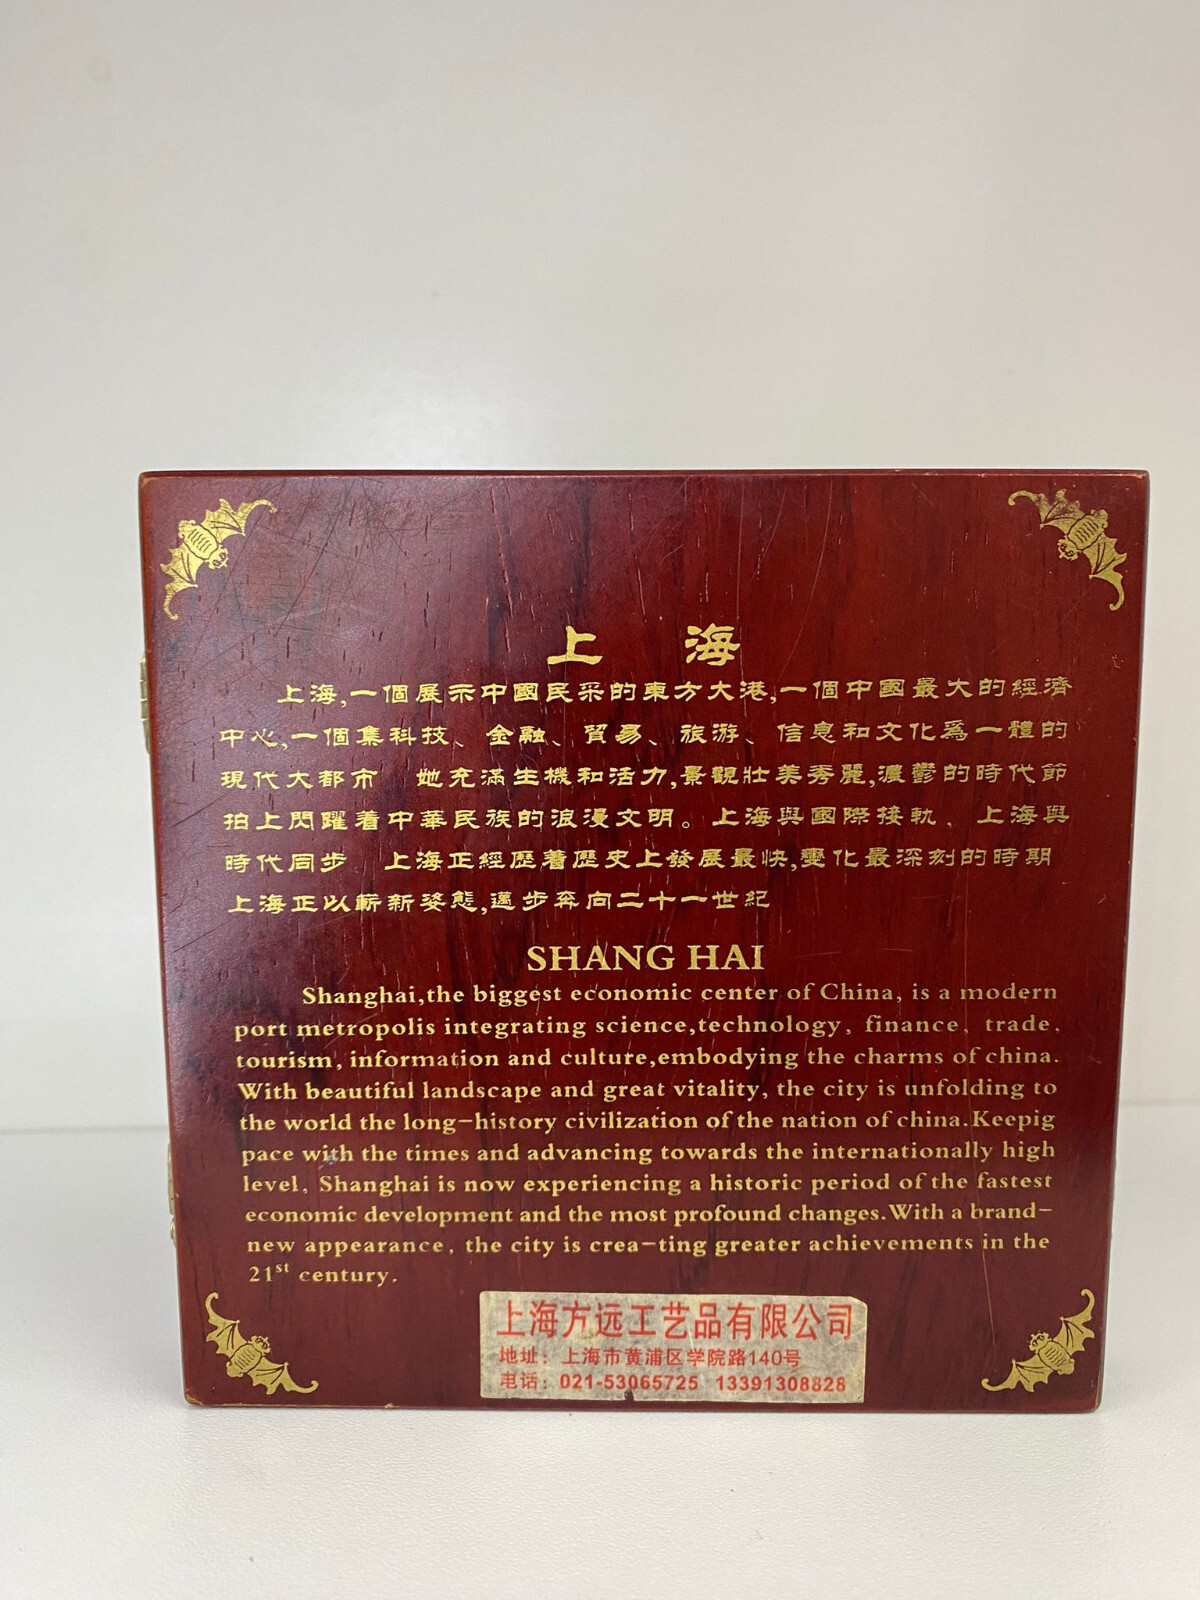 上 海
上海,一個展示中國民采的東方大港,一個中國最大的經濟
中心,一個集科技、金融、貿易、旅游、信息和文化爲一體的
現代大都市 她充滿生機和活力,景觀壯美秀麗,濃鬱的時代節
拍上閃躍着中華民族的浪漫文明。上海與國際接軌、上海與
時代同步 上海正經歷着歷史上發展最快,變化最深刻的時期
上海正以嶄新姿態,邁步奔向二十一世紀
SHANG HAI
Shanghai,the biggest economic center of China, is a modern
port metropolis integrating science,technology, finance, trade.
tourism, information and culture,embodying the charms of china.
With beautiful landscape and great vitality, the city is unfolding to
the world the long-history civilization of the nation of china.Keepig
pace with the times and advancing towards the internationally high
level, Shanghai is now experiencing a historic period of the fastest
economic development and the most profound changes.With a brand-
new appearance, the city is crea-ting greater achievements in the
21st century.
上海方远工艺品有限公司
地址：上海市黄浦区学院路140号
电话：021-53065725 13391308828